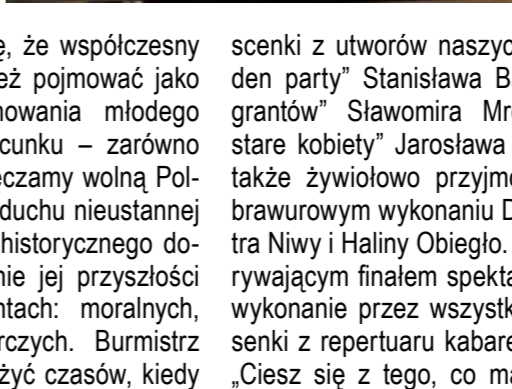 ę, że współczesny
eż pojmować jako
nowania młodego
cunku – zarówno
eczamy wolną Pol-
duchu nieustannej
historycznego do-
nie jej przyszłości
ntach: moralnych,
rczych. Burmistrz
żyć czasów, kiedy
scenki z utworów naszyc
den party” Stanisława B
grantów” Sławomira Mr
stare kobiety” Jarosława
także żywiołowo przyjmo
brawurowym wykonaniu D
tra Niwy i Haliny Obiegło.
rywającym finałem spekta
wykonanie przez wszystk
senki z repertuaru kabare
„Ciesz się z tego, co ma